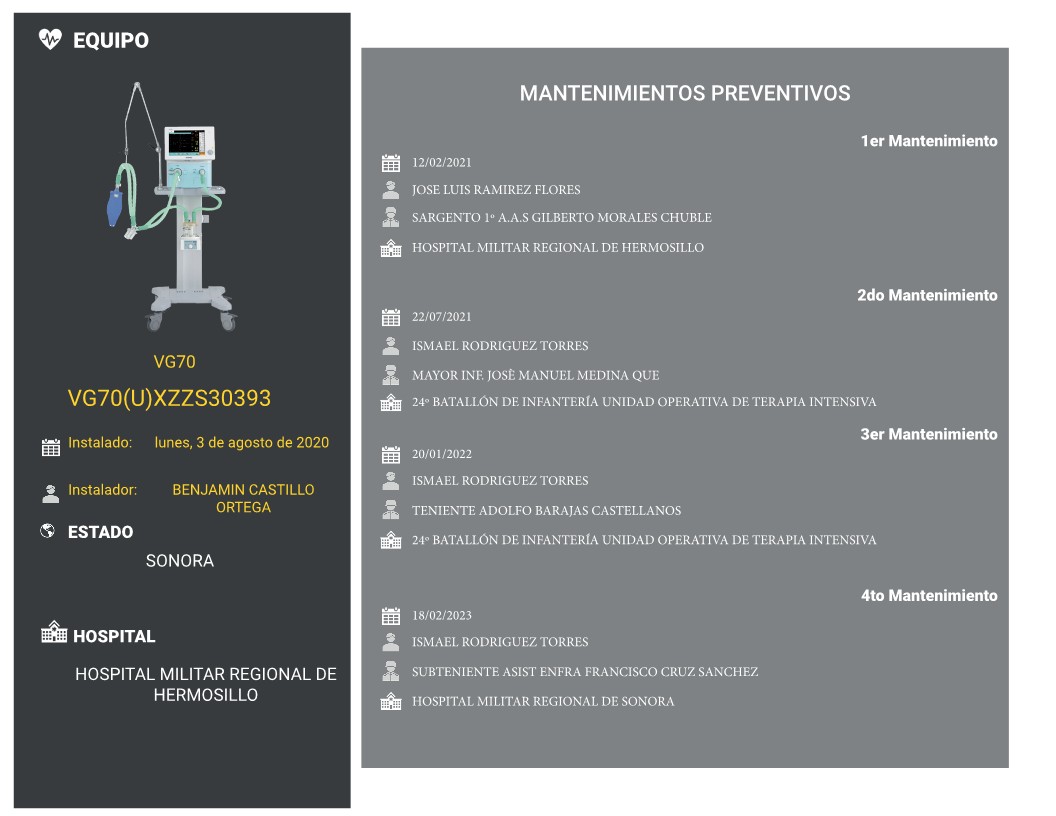 EQUIPO
VG70
VG70(U)XZZS30393
Instalado: lunes, 3 de agosto de 2020
Instalador: BENJAMIN CASTILLO
ORTEGA
ESTADO
SONORA
HOSPITAL
HOSPITAL MILITAR REGIONAL DE
HERMOSILLO
MANTENIMIENTOS PREVENTIVOS
1er Mantenimiento
12/02/2021
JOSE LUIS RAMIREZ FLORES
SARGENTO 1º A.A.S GILBERTO MORALES CHUBLE
HOSPITAL MILITAR REGIONAL DE HERMOSILLO
2do Mantenimiento
22/07/2021
ISMAEL RODRIGUEZ TORRES
MAYOR INF. JOSÈ MANUEL MEDINA QUE
24º BATALLÓN DE INFANTERÍA UNIDAD OPERATIVA DE TERAPIA INTENSIVA
3er Mantenimiento
20/01/2022
ISMAEL RODRIGUEZ TORRES
TENIENTE ADOLFO BARAJAS CASTELLANOS
24º BATALLÓN DE INFANTERÍA UNIDAD OPERATIVA DE TERAPIA INTENSIVA
4to Mantenimiento
18/02/2023
ISMAEL RODRIGUEZ TORRES
SUBTENIENTE ASIST ENFRA FRANCISCO CRUZ SANCHEZ
HOSPITAL MILITAR REGIONAL DE SONORA